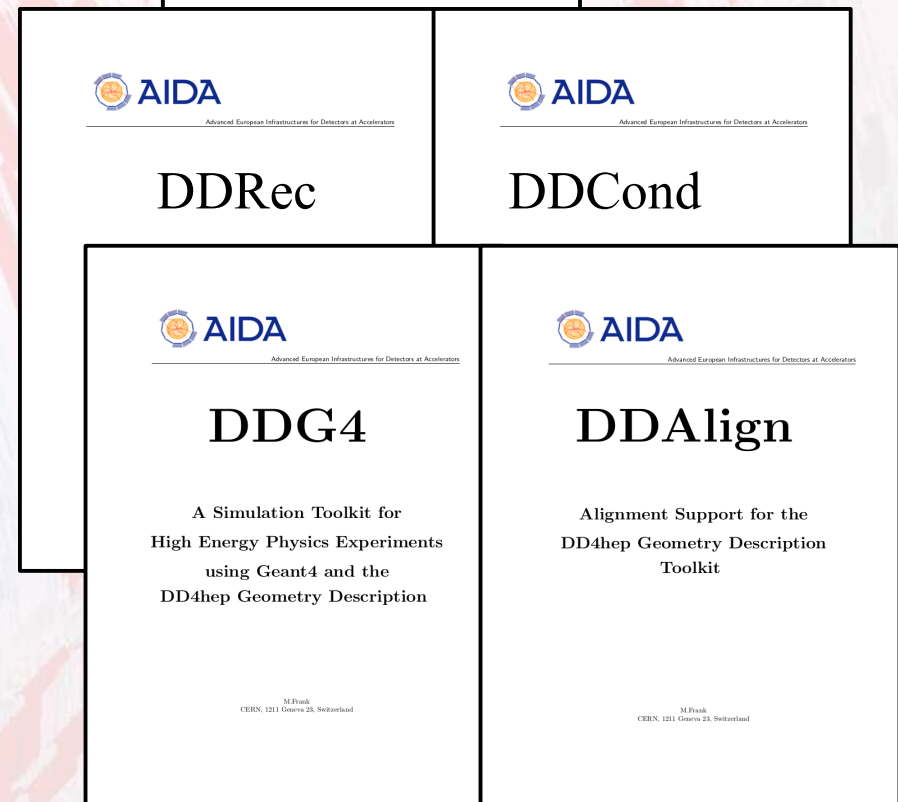 AIDA
Advanced European Infrastructures for Detectors at Accelerators
DDRec
AIDA
Advanced European Infrastructures for Detectors at Accelerators
DDCond
AIDA
Advanced European Infrastructures for Detectors at Accelerators
DDG4
A Simulation Toolkit for
High Energy Physics Experiments
using Geant4 and the
DD4hep Geometry Description
M.Frank
CERN, 1211 Geneva 23, Switzerland
AIDA
Advanced European Infrastructures for Detectors at Accelerators
DDAlign
Alignment Support for the
DD4hep Geometry Description
Toolkit
M.Frank
CERN, 1211 Geneva 23, Switzerland